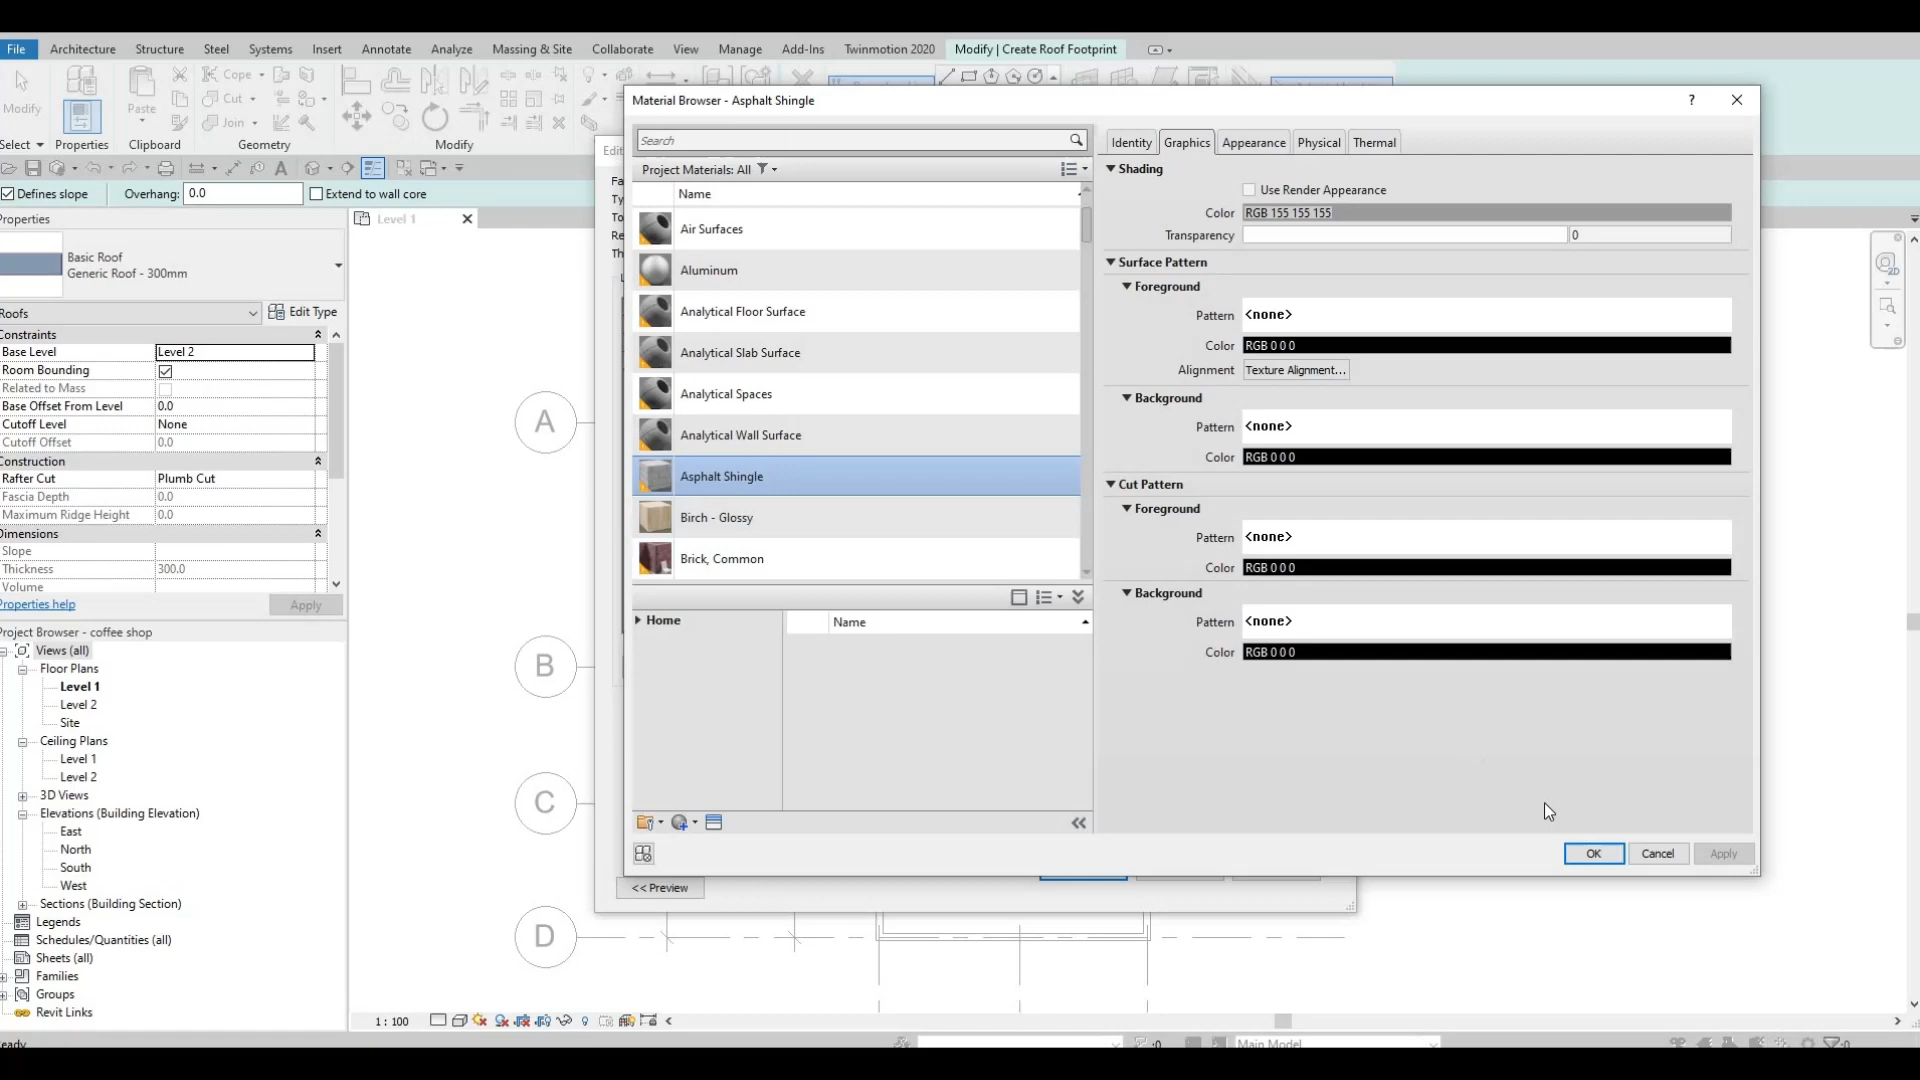 File Architecture Structure Steel Systems Insert Annotate Analyze Massing & Site Collaborate View Manage Add-Ins Twinmotion 2020 Modify | Create Roof Footprint
Modify Paste Cope Cut Join
Select Properties Clipboard Geometry Modify
Defines slope Overhang: 0.0 Extend to wall core
Properties
Level 1
Basic Roof
Generic Roof - 300mm
Roofs Edit Type
Constraints
Base Level Level 2
Room Bounding
Related to Mass
Base Offset From Level 0.0
Cutoff Level None
Cutoff Offset 0.0
Construction
Rafter Cut Plumb Cut
Fascia Depth 0.0
Maximum Ridge Height 0.0
Dimensions
Slope
Thickness 300.0
Volume
Properties help Apply
Project Browser - coffee shop
Views (all)
Floor Plans
Level 1
Level 2
Site
Ceiling Plans
Level 1
Level 2
3D Views
Elevations (Building Elevation)
East
North
South
West
Sections (Building Section)
Legends
Schedules/Quantities (all)
Sheets (all)
Families
Groups
Revit Links
A
B
C
D
Material Browser - Asphalt Shingle
?
Search
Project Materials: All
Name
Air Surfaces
Aluminum
Analytical Floor Surface
Analytical Slab Surface
Analytical Spaces
Analytical Wall Surface
Asphalt Shingle
Birch - Glossy
Brick, Common
Home Name
Identity Graphics Appearance Physical Thermal
Shading
Use Render Appearance
Color RGB 155 155 155
Transparency 0
Surface Pattern
Foreground
Pattern <none>
Color RGB 0 0 0
Alignment Texture Alignment...
Background
Pattern <none>
Color RGB 0 0 0
Cut Pattern
Foreground
Pattern <none>
Color RGB 0 0 0
Background
Pattern <none>
Color RGB 0 0 0
OK Cancel Apply
<< Preview
1 : 100
:0 Main Model :0